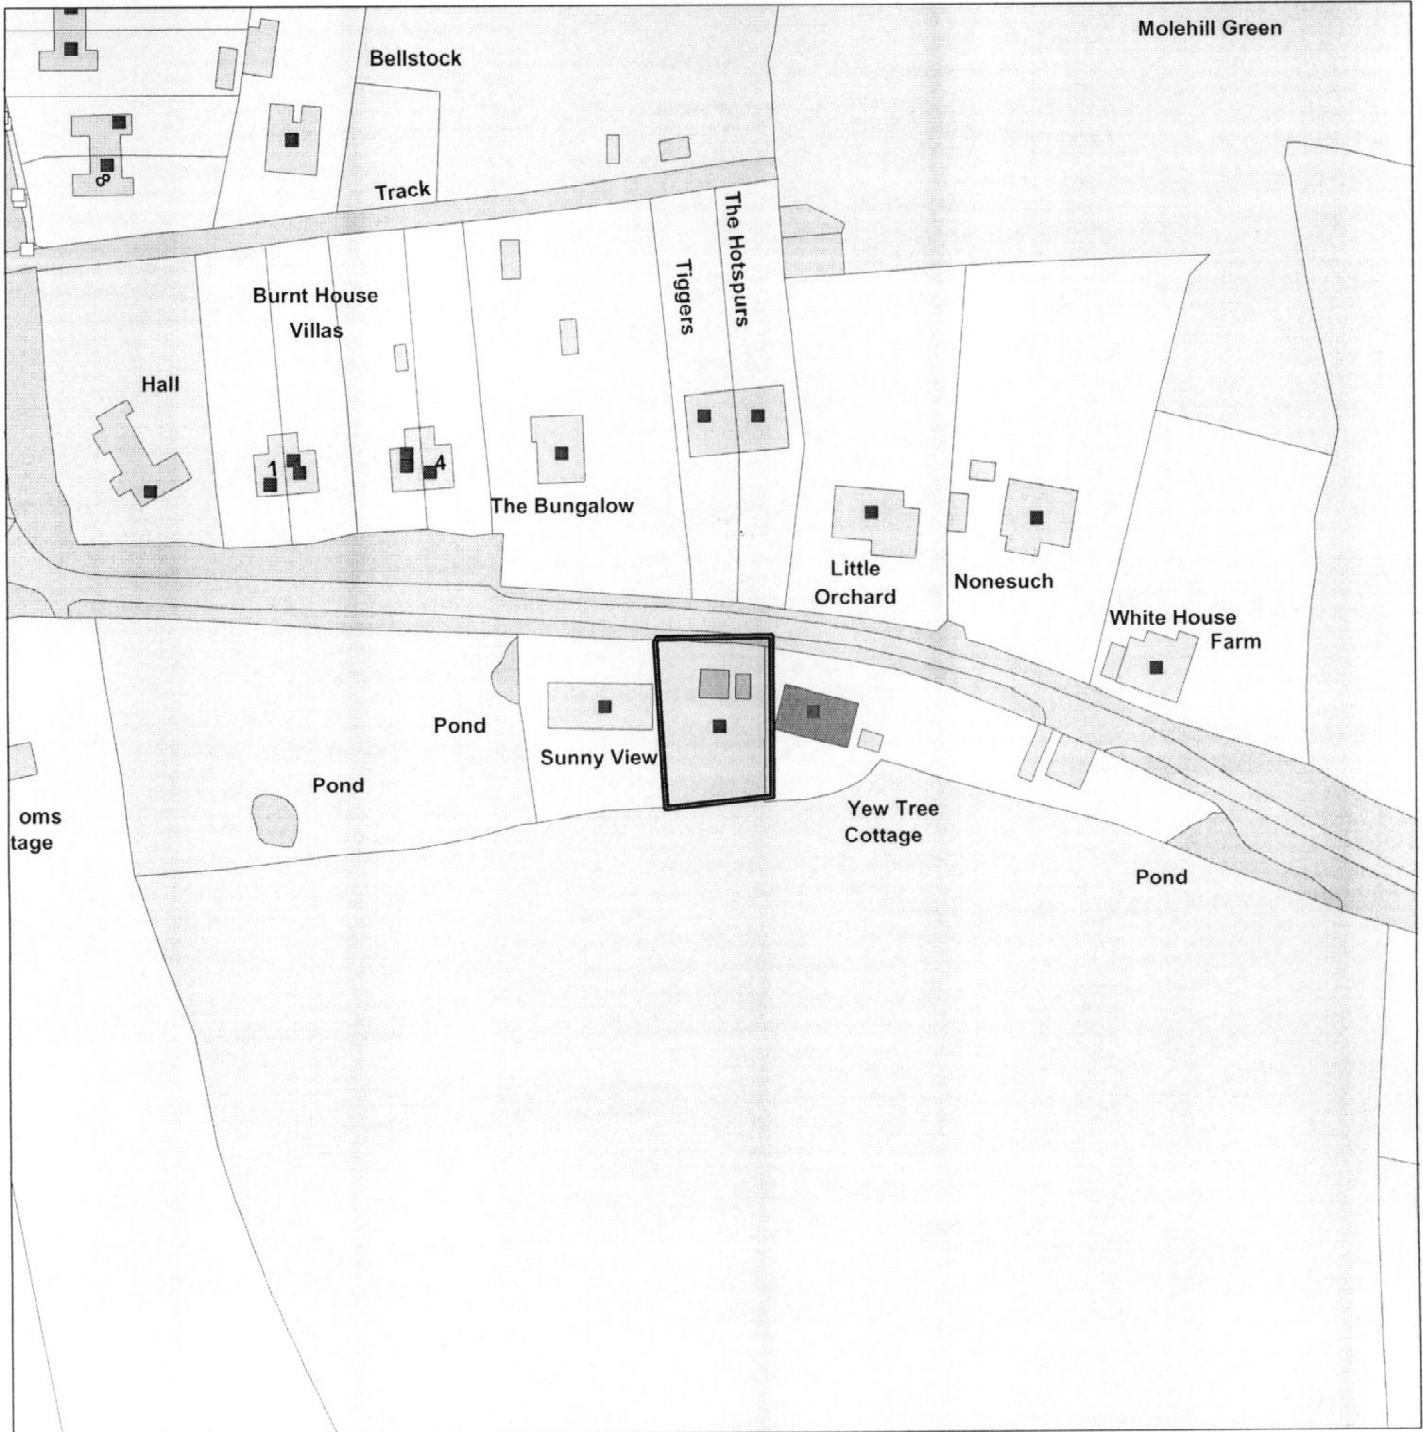 Molehill Green
Bellstock
8
Track
The Hotspurs
Tiggers
Burnt House
Villas
Hall
1
4
The Bungalow
Little
Orchard
Nonesuch
White House
Farm
Pond
Sunny View
Pond
oms
tage
Yew Tree
Cottage
Pond